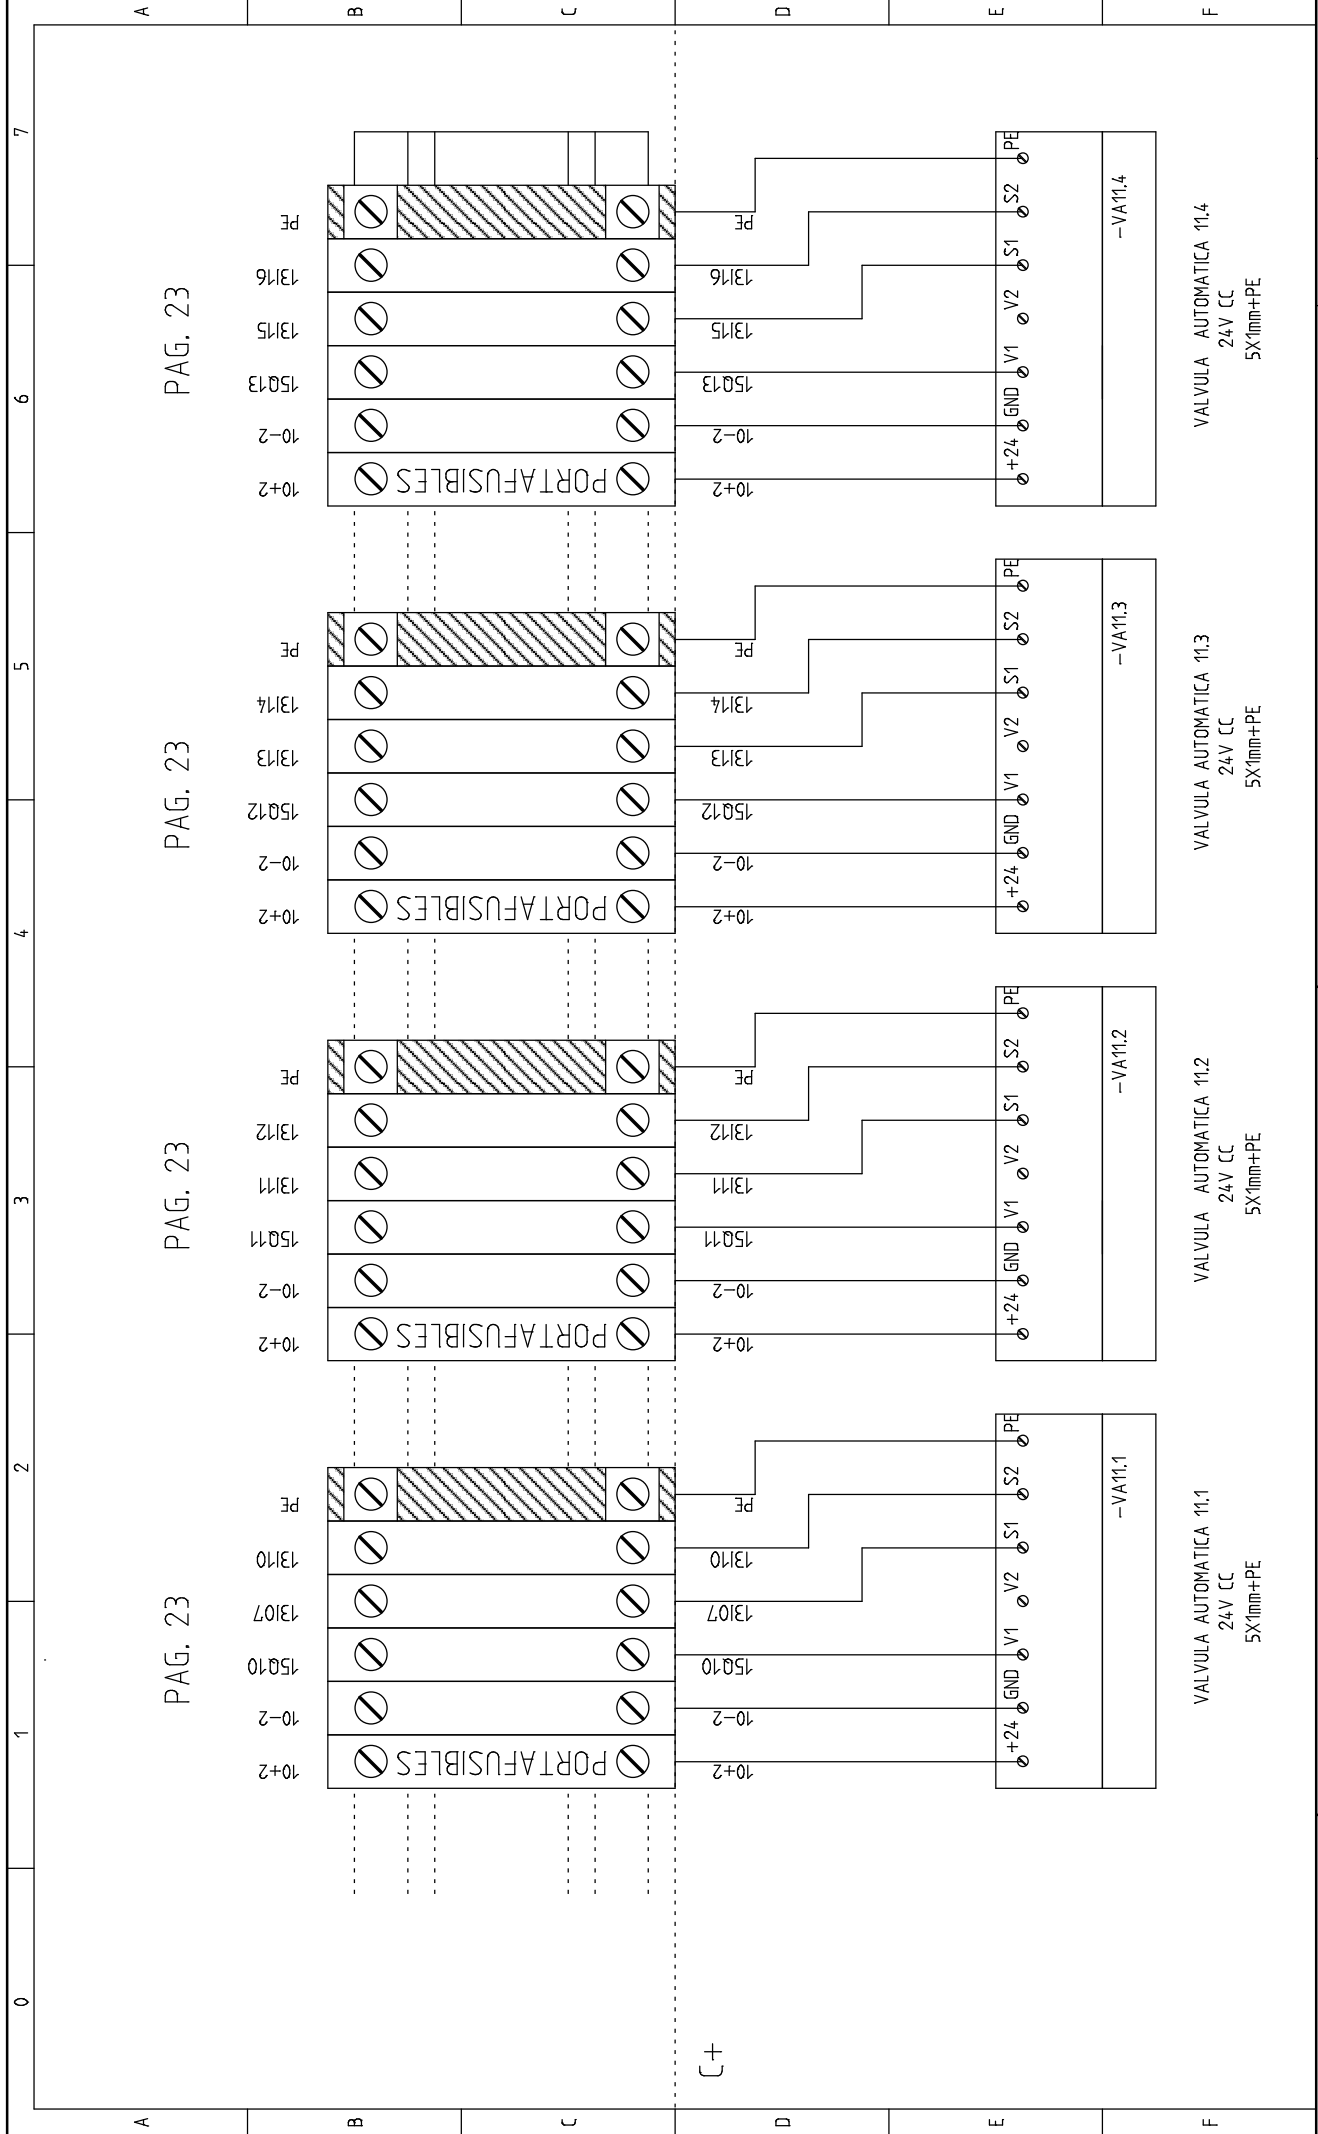 0 1 2 3 4 5 6 7
A
B
C
D
E
F
PAG. 23
PAG. 23
PAG. 23
PAG. 23
10+2 10-2 15Q10 13I07 13I10 PE
10+2 10-2 15Q11 13I11 13I12 PE
10+2 10-2 15Q12 13I13 13I14 PE
10+2 10-2 15Q13 13I15 13I16 PE
PORTAFUSIBLES
PORTAFUSIBLES
PORTAFUSIBLES
PORTAFUSIBLES
C+
10+2 10-2 15Q10 13I07 13I10 PE
10+2 10-2 15Q11 13I11 13I12 PE
10+2 10-2 15Q12 13I13 13I14 PE
10+2 10-2 15Q13 13I15 13I16 PE
+24 GND V1 V2 S1 S2 PE
+24 GND V1 V2 S1 S2 PE
+24 GND V1 V2 S1 S2 PE
+24 GND V1 V2 S1 S2 PE
-VA11.1
-VA11.2
-VA11.3
-VA11.4
VALVULA AUTOMATICA 11.1
24V CC
5X1mm+PE
VALVULA AUTOMATICA 11.2
24V CC
5X1mm+PE
VALVULA AUTOMATICA 11.3
24V CC
5X1mm+PE
VALVULA AUTOMATICA 11.4
24V CC
5X1mm+PE
A
B
C
D
E
F